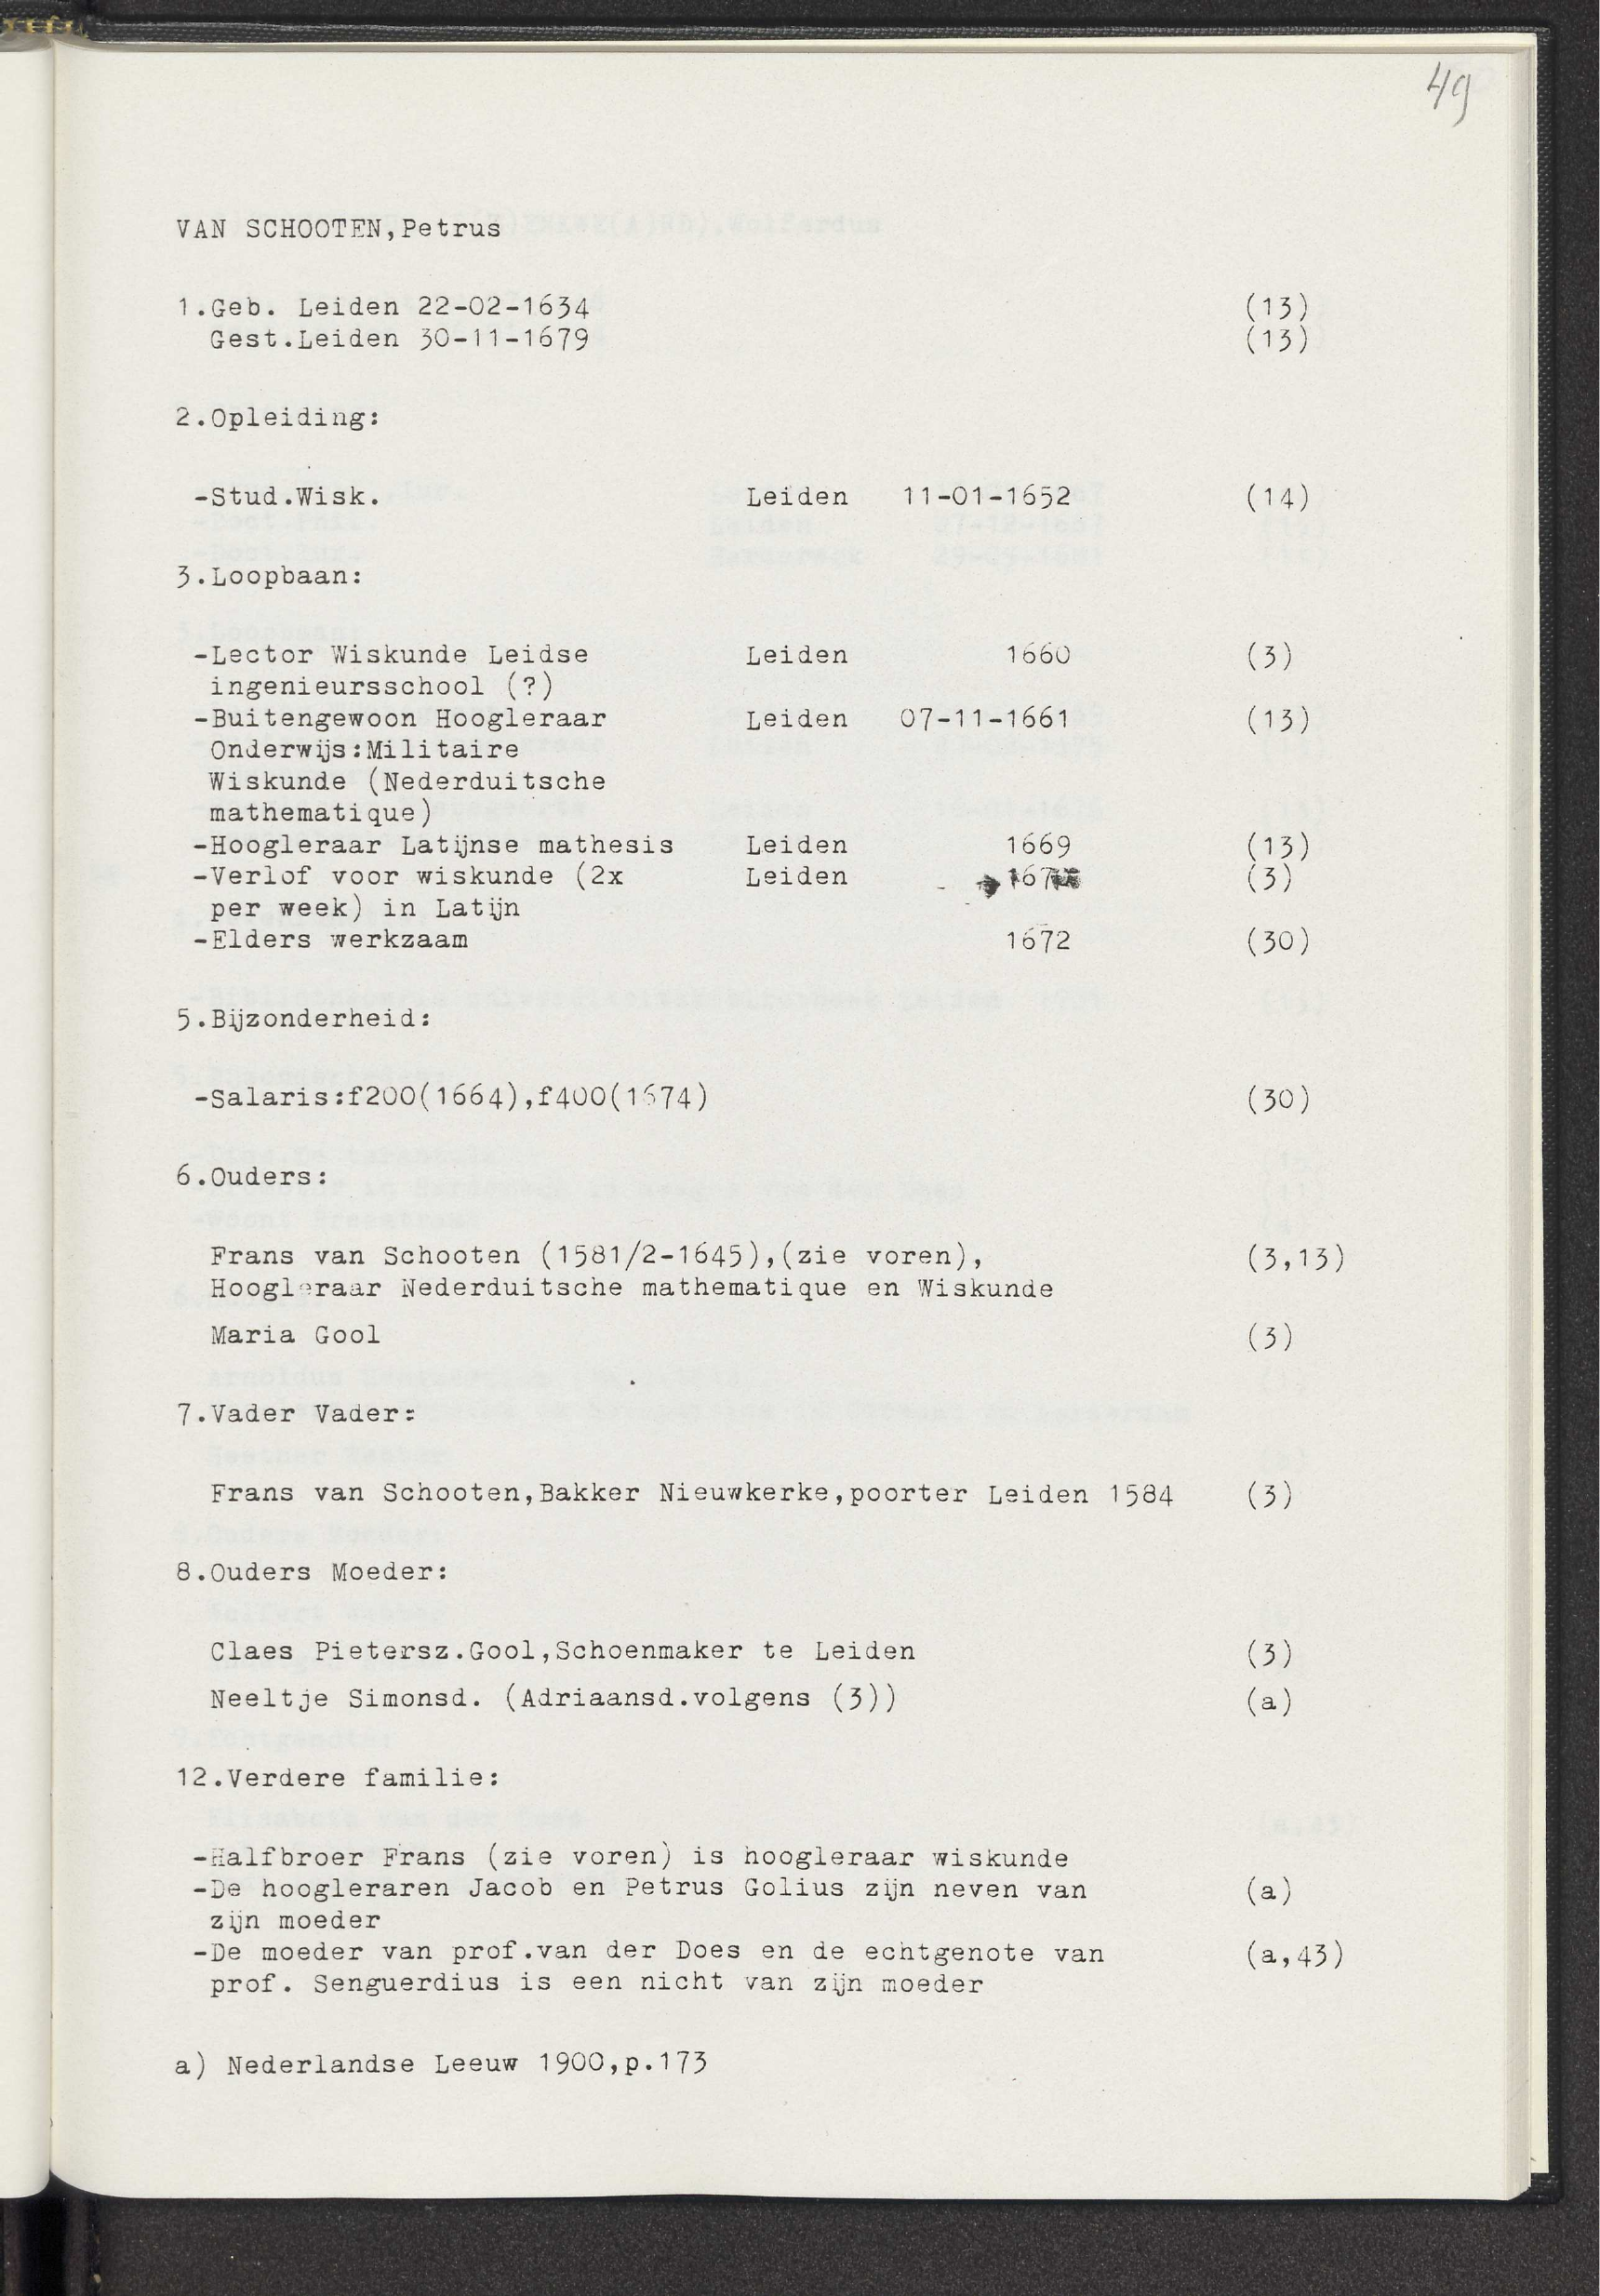 49
VAN SCHOOTEN,Petrus
1.Geb. Leiden 22-02-1634 (13)
Gest.Leiden 30-11-1679 (13)
2.Opleiding:
-Stud.Wisk. Leiden 11-01-1652 (14)
3.Loopbaan:
-Lector Wiskunde Leidse Leiden 1660 (3)
ingenieursschool (?)
-Buitengewoon Hoogleraar Leiden 07-11-1661 (13)
Onderwijs:Militaire
Wiskunde (Nederduitsche
mathematique)
-Hoogleraar Latijnse mathesis Leiden 1669 (13)
-Verlof voor wiskunde (2x Leiden (3)
per week) in Latijn
-Elders werkzaam 1672 (30)
5.Bijzonderheid:
-Salaris:f200(1664),f400(1674) (30)
6.Ouders:
Frans van Schooten (1581/2-1645),(zie voren), (3,13)
Hoogleraar Nederduitsche mathematique en Wiskunde
Maria Gool (3)
7.Vader Vader:
Frans van Schooten,Bakker Nieuwkerke,poorter Leiden 1584 (3)
8.Ouders Moeder:
Claes Pietersz.Gool,Schoenmaker te Leiden (3)
Neeltje Simonsd. (Adriaansd.volgens (3)) (a)
12.Verdere familie:
-Halfbroer Frans (zie voren) is hoogleraar wiskunde
-De hoogleraren Jacob en Petrus Golius zijn neven van (a)
zijn moeder
-De moeder van prof.van der Does en de echtgenote van (a,43)
prof. Senguerdius is een nicht van zijn moeder
a) Nederlandse Leeuw 1900,p.173